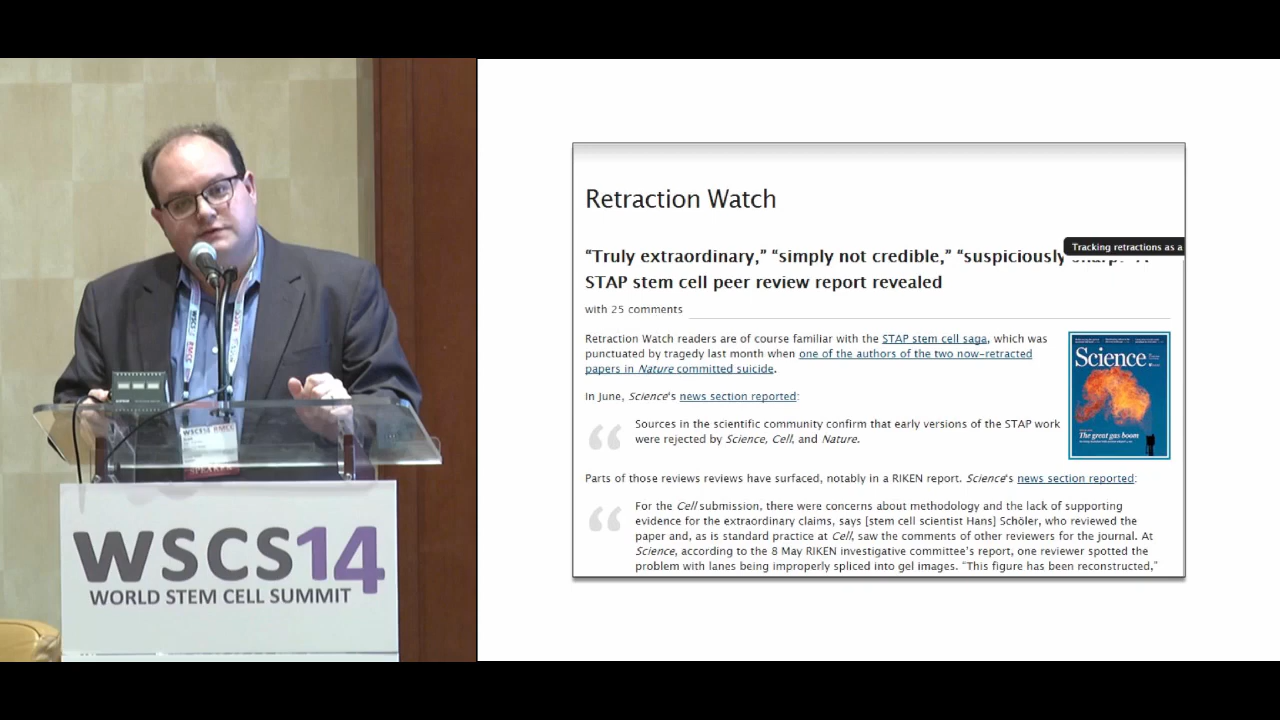 WSCS14
WORLD STEM CELL SUMMIT
SPEAKER
Retraction Watch
Tracking retractions as a
“Truly extraordinary,” “simply not credible,” “suspiciously
STAP stem cell peer review report revealed
with 25 comments
Retraction Watch readers are of course familiar with the STAP stem cell saga, which was
punctuated by tragedy last month when one of the authors of the two now-retracted
papers in Nature committed suicide.
Science
The great gas boom
In June, Science's news section reported:
Sources in the scientific community confirm that early versions of the STAP work
were rejected by Science, Cell, and Nature.
Parts of those reviews reviews have surfaced, notably in a RIKEN report. Science's news section reported:
For the Cell submission, there were concerns about methodology and the lack of supporting
evidence for the extraordinary claims, says [stem cell scientist Hans] Schöler, who reviewed the
paper and, as is standard practice at Cell, saw the comments of other reviewers for the journal. At
Science, according to the 8 May RIKEN investigative committee's report, one reviewer spotted the
problem with lanes being improperly spliced into gel images. “This figure has been reconstructed,”